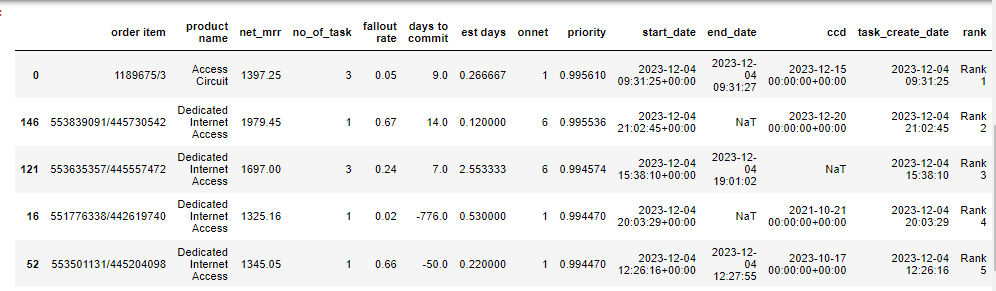 order item product name net_mrr no_of_task fallout rate days to commit est days onnet priority start_date end_date ccd task_create_date rank
0 1189675/3 Access Circuit 1397.25 3 0.05 9.0 0.266667 1 0.995610 2023-12-04 09:31:25+00:00 2023-12-04 09:31:27 2023-12-15 00:00:00+00:00 2023-12-04 09:31:25 Rank 1
146 553839091/445730542 Dedicated Internet Access 1979.45 1 0.67 14.0 0.120000 6 0.995536 2023-12-04 21:02:45+00:00 NaT 2023-12-20 00:00:00+00:00 2023-12-04 21:02:45 Rank 2
121 553635357/445557472 Dedicated Internet Access 1697.00 3 0.24 7.0 2.553333 6 0.994574 2023-12-04 15:38:10+00:00 2023-12-04 19:01:02 NaT 2023-12-04 15:38:10 Rank 3
16 551776338/442619740 Dedicated Internet Access 1325.16 1 0.02 -776.0 0.530000 1 0.994470 2023-12-04 20:03:29+00:00 NaT 2021-10-21 00:00:00+00:00 2023-12-04 20:03:29 Rank 4
52 553501131/445204098 Dedicated Internet Access 1345.05 1 0.66 -50.0 0.220000 1 0.994470 2023-12-04 12:26:16+00:00 2023-12-04 12:27:55 2023-10-17 00:00:00+00:00 2023-12-04 12:26:16 Rank 5